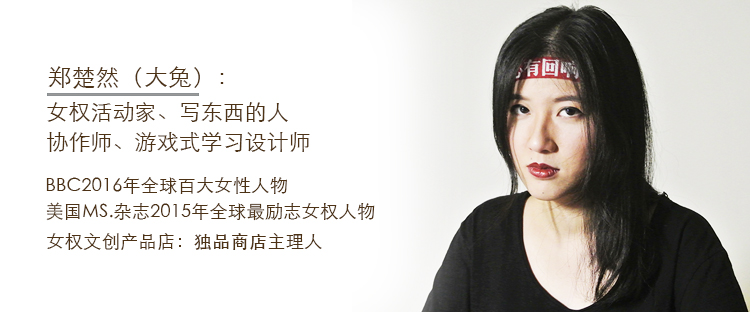 郑楚然（大兔）:
女权活动家、写东西的人
协作师、游戏式学习设计师
BBC2016年全球百大女性人物
美国MS.杂志2015年全球最励志女权人物
女权文创产品店：独品商店主理人
有回响